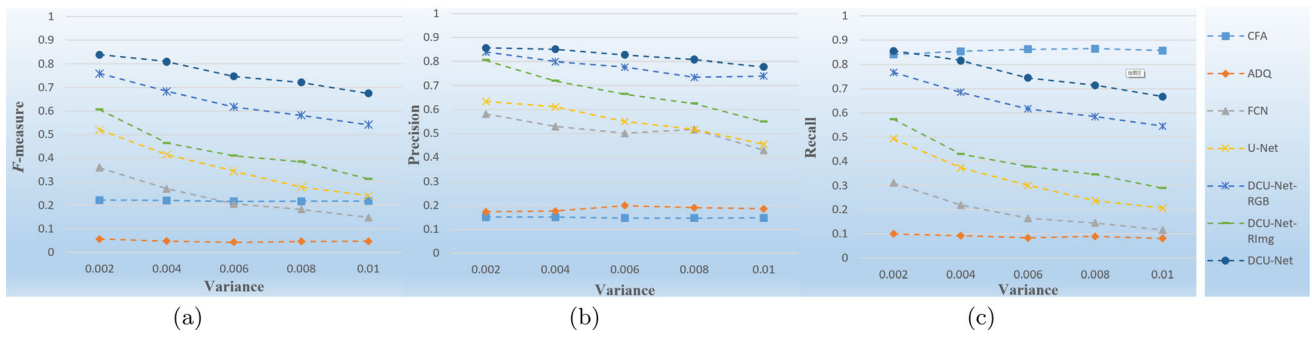 1
0.9
0.8
0.7
0.6
0.5
0.4
0.3
0.2
0.1
0
F-measure
0.002 0.004 0.006 0.008 0.01
Variance
(a)
1
0.9
0.8
0.7
0.6
0.5
0.4
0.3
0.2
0.1
0
Precision
0.002 0.004 0.006 0.008 0.01
Variance
(b)
1
0.9
0.8
0.7
0.6
0.5
0.4
0.3
0.2
0.1
0
Recall
0.002 0.004 0.006 0.008 0.01
Variance
(c)
CFA
ADQ
FCN
U-Net
DCU-Net-
RGB
DCU-Net-
RImg
DCU-Net